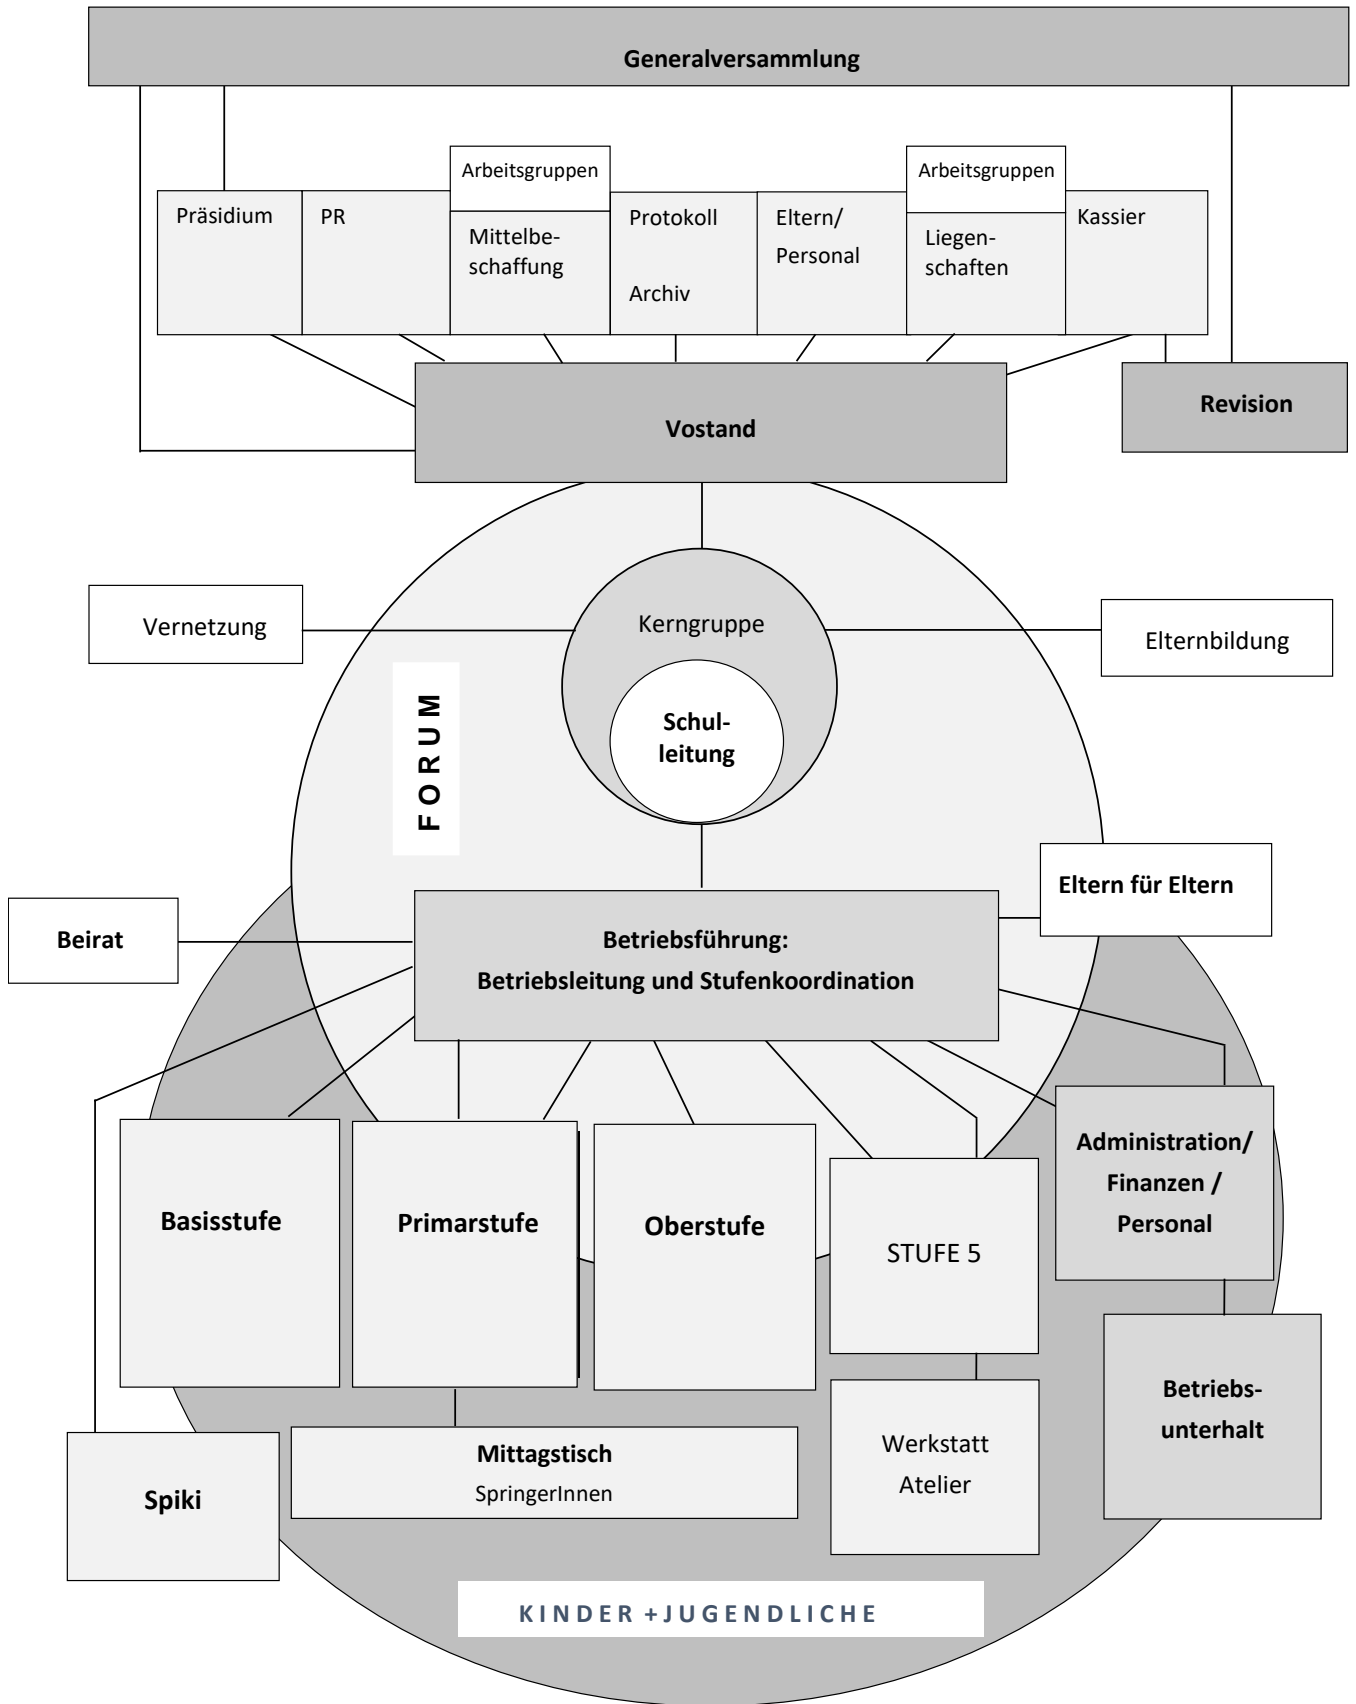 Generalversammlung
Arbeitsgruppen
Arbeitsgruppen
Präsidium
PR
Mittelbe-
schaffung
Protokoll
Archiv
Eltern/
Personal
Liegen-
schaften
Kassier
Vostand
Revision
Vernetzung
Kerngruppe
Elternbildung
Schul-
leitung
FORUM
Eltern für Eltern
Beirat
Betriebsführung:
Betriebsleitung und Stufenkoordination
Basisstufe
Primarstufe
Oberstufe
STUFE 5
Administration/
Finanzen /
Personal
Betriebs-
unterhalt
Werkstatt
Atelier
Mittagstisch
SpringerInnen
Spiki
KINDER +JUGENDLICHE